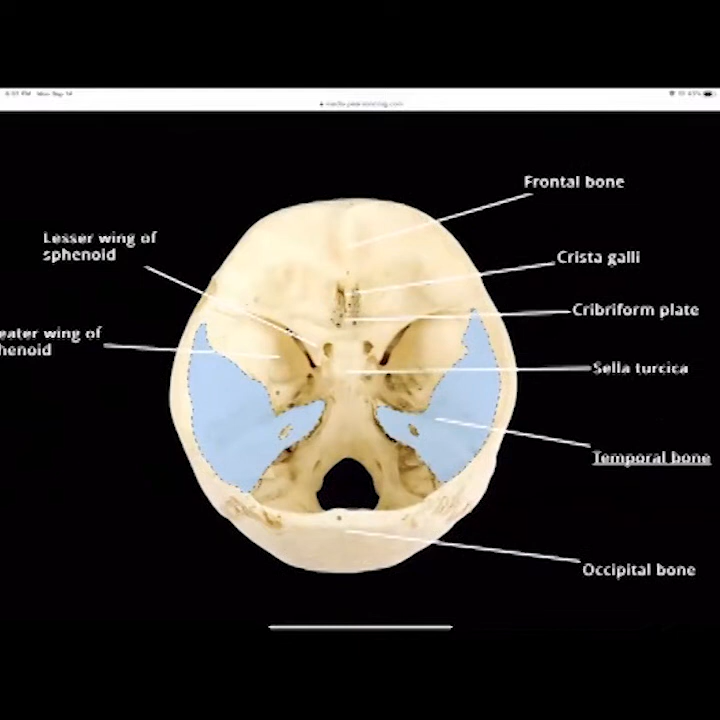 Frontal bone
Lesser wing of
sphenoid
Crista galli
Cribriform plate
eater wing of
henoid
Sella turcica
Temporal bone
Occipital bone